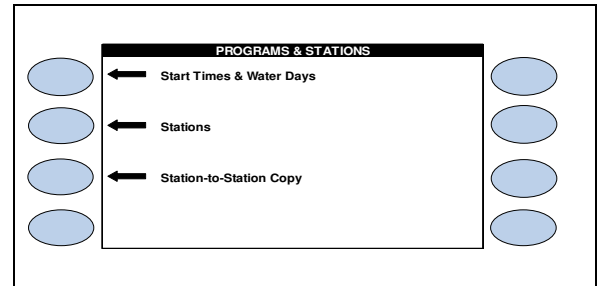 PROGRAMS & STATIONS
Start Times & Water Days
Stations
Station-to-Station Copy